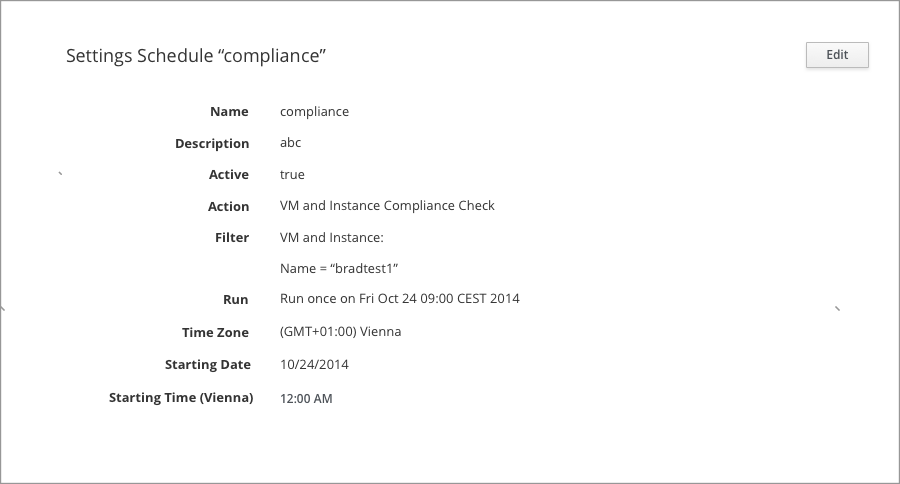 Settings Schedule “compliance”
Edit
Name compliance
Description abc
Active true
Action VM and Instance Compliance Check
Filter VM and Instance:
Name = “bradtest1”
Run Run once on Fri Oct 24 09:00 CEST 2014
Time Zone (GMT+01:00) Vienna
Starting Date 10/24/2014
Starting Time (Vienna) 12:00 AM